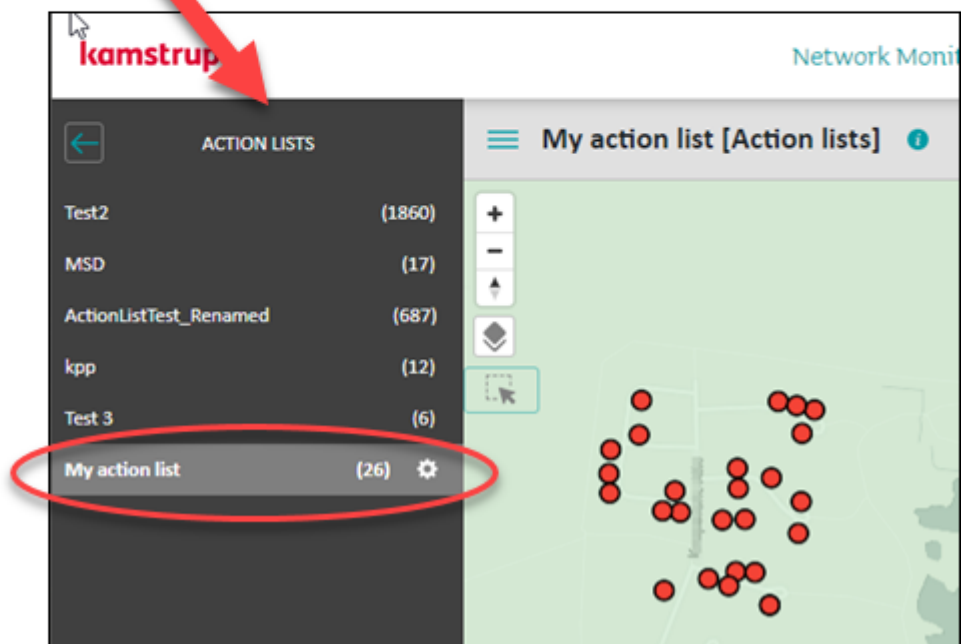 kamstrup
Network Monit
ACTION LISTS
My action list [Action lists]
Test2 (1860)
MSD (17)
ActionListTest_Renamed (687)
kpp (12)
Test 3 (6)
My action list (26)